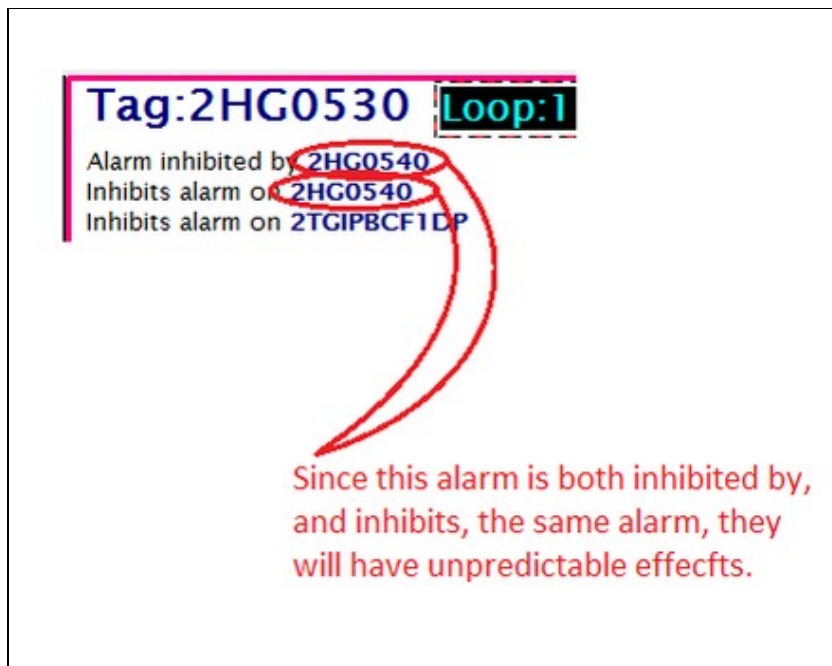 Tag:2HG0530 Loop:1
Alarm inhibited by 2HG0540
Inhibits alarm on 2HG0540
Inhibits alarm on 2TGIPBCF1DP
Since this alarm is both inhibited by,
and inhibits, the same alarm, they
will have unpredictable effecfts.